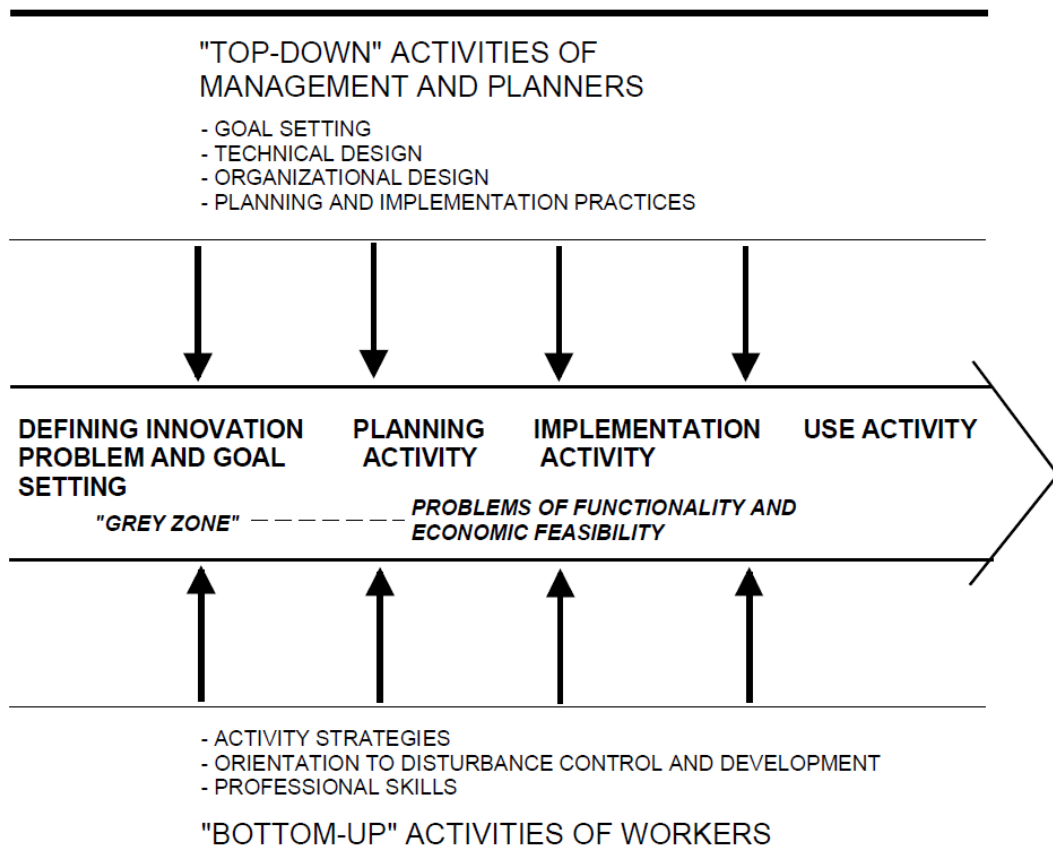 "TOP-DOWN" ACTIVITIES OF
MANAGEMENT AND PLANNERS
- GOAL SETTING
- TECHNICAL DESIGN
- ORGANIZATIONAL DESIGN
- PLANNING AND IMPLEMENTATION PRACTICES
DEFINING INNOVATION
PROBLEM AND GOAL
SETTING
PLANNING
ACTIVITY
IMPLEMENTATION
ACTIVITY
USE ACTIVITY
"GREY ZONE"
PROBLEMS OF FUNCTIONALITY AND
ECONOMIC FEASIBILITY
- ACTIVITY STRATEGIES
- ORIENTATION TO DISTURBANCE CONTROL AND DEVELOPMENT
- PROFESSIONAL SKILLS
"BOTTOM-UP" ACTIVITIES OF WORKERS